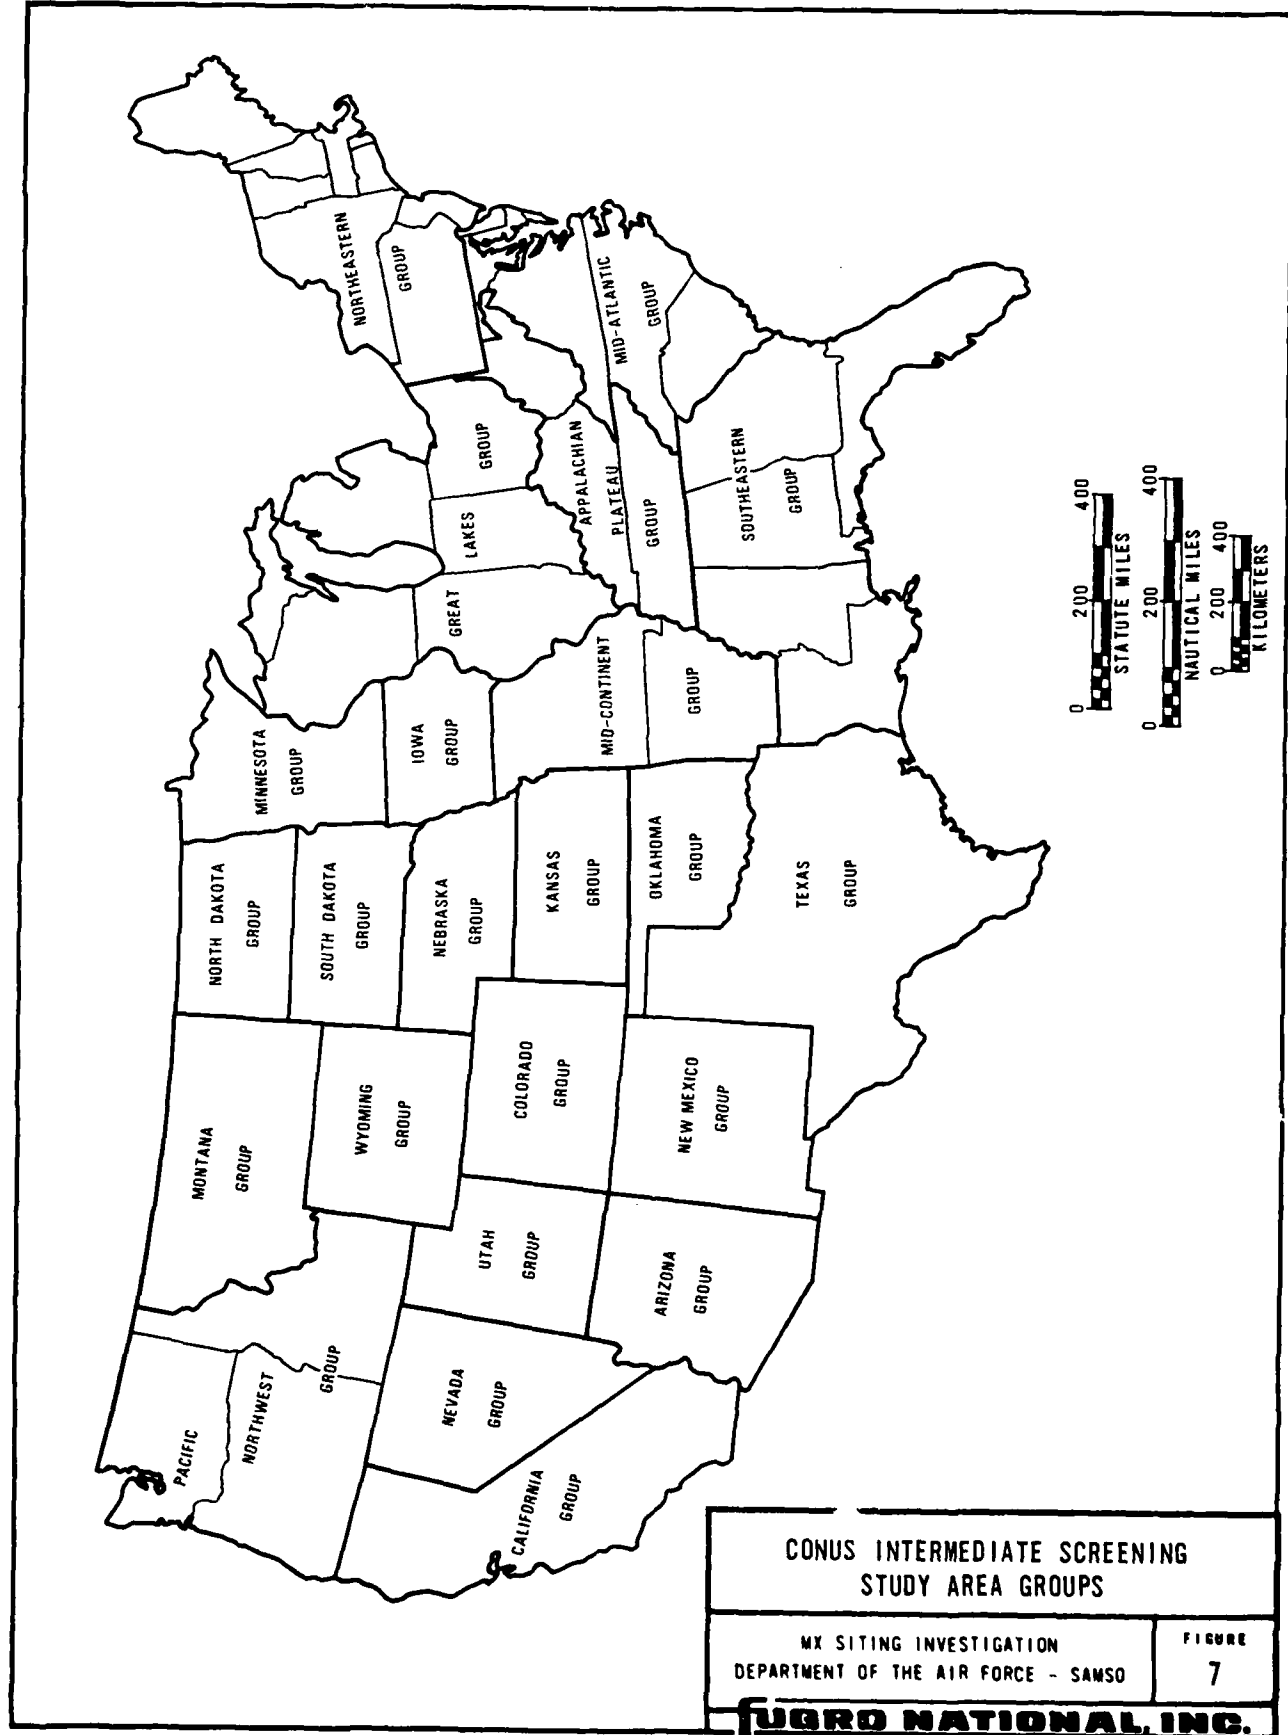 PACIFIC
NORTHWEST
GROUP
MONTANA
GROUP
NORTH DAKOTA
GROUP
MINNESOTA
GROUP
SOUTH DAKOTA
GROUP
WYOMING
GROUP
NEBRASKA
GROUP
IOWA
GROUP
GREAT
LAKES
GROUP
NORTHEASTERN
GROUP
NEVADA
GROUP
UTAH
GROUP
COLORADO
GROUP
KANSAS
GROUP
MID-CONTINENT
GROUP
APPALACHIAN
PLATEAU
GROUP
MID-ATLANTIC
GROUP
CALIFORNIA
GROUP
ARIZONA
GROUP
NEW MEXICO
GROUP
OKLAHOMA
GROUP
TEXAS
GROUP
SOUTHEASTERN
GROUP
0 200 400
STATUTE MILES
0 200 400
NAUTICAL MILES
0 200 400
KILOMETERS
CONUS INTERMEDIATE SCREENING
STUDY AREA GROUPS
MX SITING INVESTIGATION
DEPARTMENT OF THE AIR FORCE - SAMSO
FIGURE
7
FUGRO NATIONAL, INC.